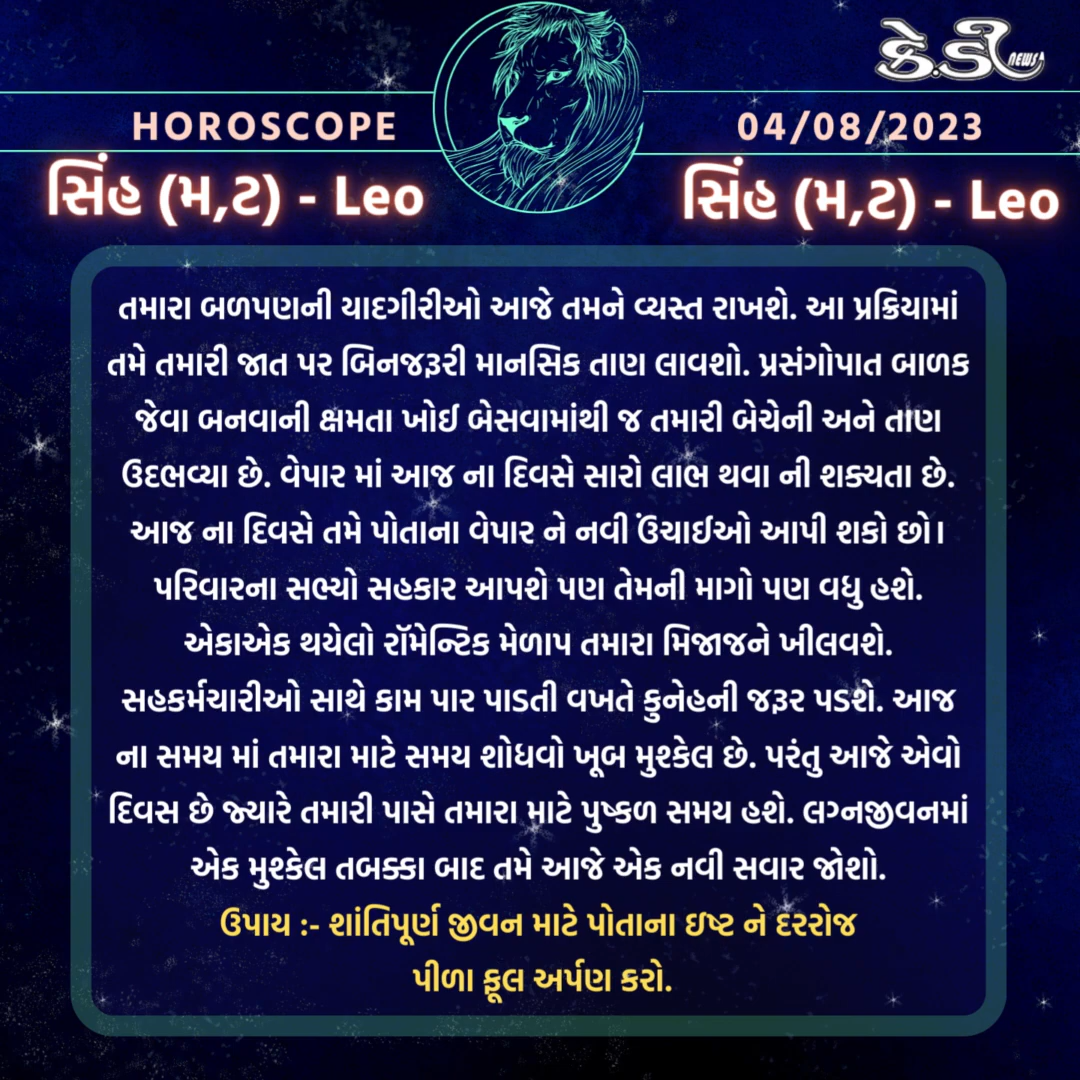 કે.ડી. NEWS
HOROSCOPE
04/08/2023
સિંહ (મ,ટ) - Leo
સિંહ (મ,ટ) - Leo
તમારા બળપણની યાદગીરીઓ આજે તમને વ્યસ્ત રાખશે. આ પ્રક્રિયામાં
તમે તમારી જાત પર બિનજરૂરી માનસિક તાણ લાવશો. પ્રસંગોપાત બાળક
જેવા બનવાની ક્ષમતા ખોઈ બેસવામાંથી જ તમારી બેચેની અને તાણ
ઉદભવ્યા છે. વેપાર માં આજ ના દિવસે સારો લાભ થવા ની શક્યતા છે.
આજ ના દિવસે તમે પોતાના વેપાર ને નવી ઉંચાઈઓ આપી શકો છો।
પરિવારના સભ્યો સહકાર આપશે પણ તેમની માગો પણ વધુ હશે.
એકાએક થયેલો રૉમેન્ટિક મેળાપ તમારા મિજાજને ખીલવશે.
સહકર્મચારીઓ સાથે કામ પાર પાડતી વખતે કુનેહની જરૂર પડશે. આજ
ના સમય માં તમારા માટે સમય શોધવો ખૂબ મુશ્કેલ છે. પરંતુ આજે એવો
દિવસ છે જ્યારે તમારી પાસે તમારા માટે પુષ્કળ સમય હશે. લગ્નજીવનમાં
એક મુશ્કેલ તબક્કા બાદ તમે આજે એક નવી સવાર જોશો.
ઉપાય :- શાંતિપૂર્ણ જીવન માટે પોતાના ઇષ્ટ ને દરરોજ
પીળા ફૂલ અર્પણ કરો.